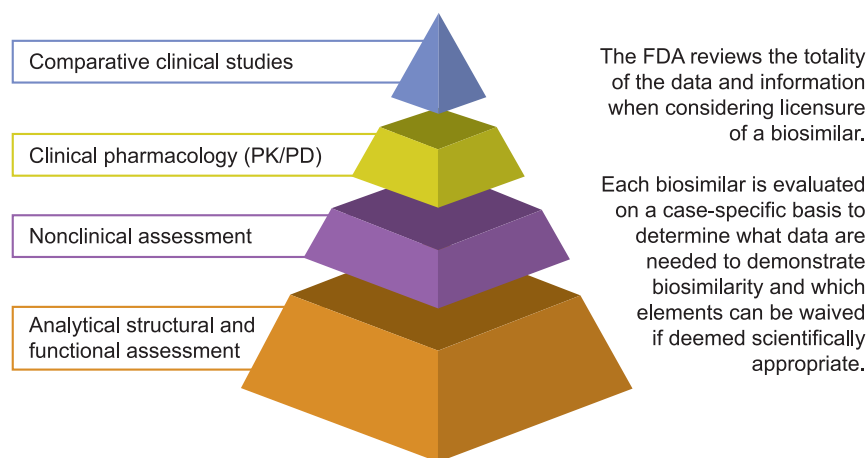 Comparative clinical studies
Clinical pharmacology (PK/PD)
Nonclinical assessment
Analytical structural and
functional assessment
The FDA reviews the totality
of the data and information
when considering licensure
of a biosimilar.
Each biosimilar is evaluated
on a case-specific basis to
determine what data are
needed to demonstrate
biosimilarity and which
elements can be waived
if deemed scientifically
appropriate.